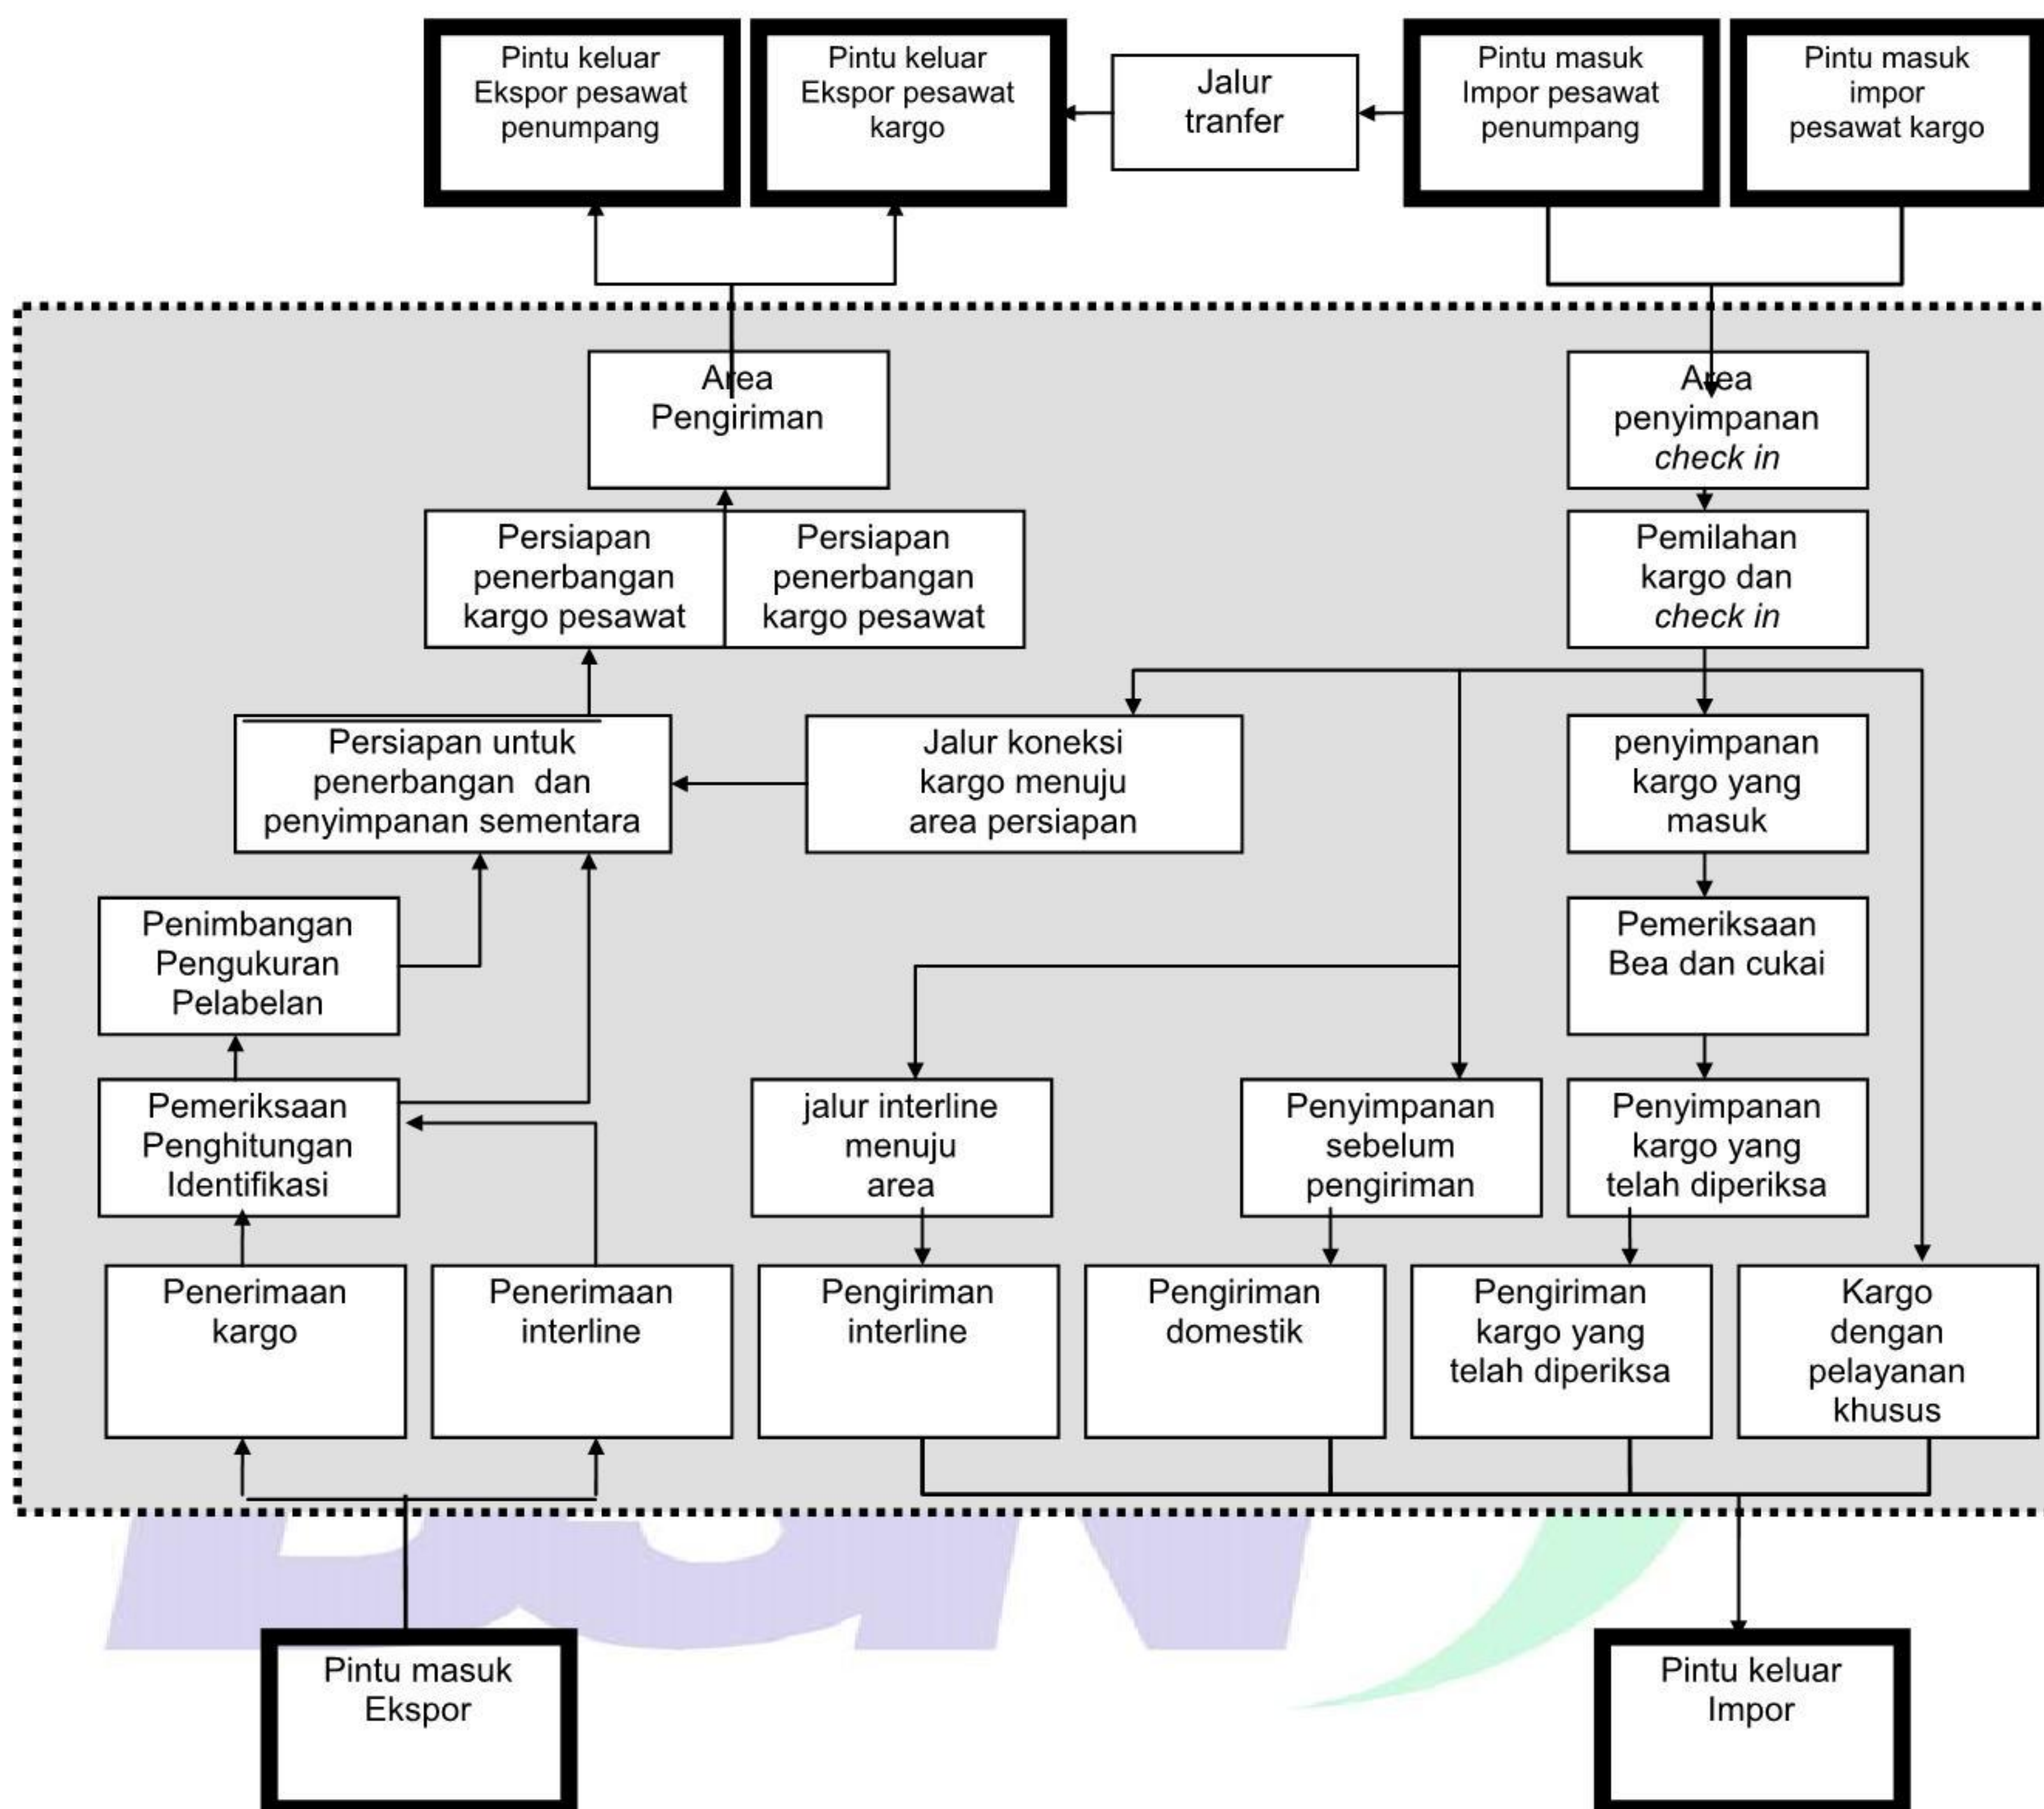 Pintu keluar
Ekspor pesawat
penumpang
Pintu keluar
Ekspor pesawat
kargo
Jalur
tranfer
Pintu masuk
Impor pesawat
penumpang
Pintu masuk
impor
pesawat kargo
Area
Pengiriman
Area
penyimpanan
check in
Persiapan
penerbangan
kargo pesawat
Persiapan
penerbangan
kargo pesawat
Pemilahan
kargo dan
check in
Persiapan untuk
penerbangan dan
penyimpanan sementara
Jalur koneksi
kargo menuju
area persiapan
penyimpanan
kargo yang
masuk
Penimbangan
Pengukuran
Pelabelan
Pemeriksaan
Bea dan cukai
Pemeriksaan
Penghitungan
Identifikasi
jalur interline
menuju
area
Penyimpanan
sebelum
pengiriman
Penyimpanan
kargo yang
telah diperiksa
Penerimaan
kargo
Penerimaan
interline
Pengiriman
interline
Pengiriman
domestik
Pengiriman
kargo yang
telah diperiksa
Kargo
dengan
pelayanan
khusus
Pintu masuk
Ekspor
Pintu keluar
Impor